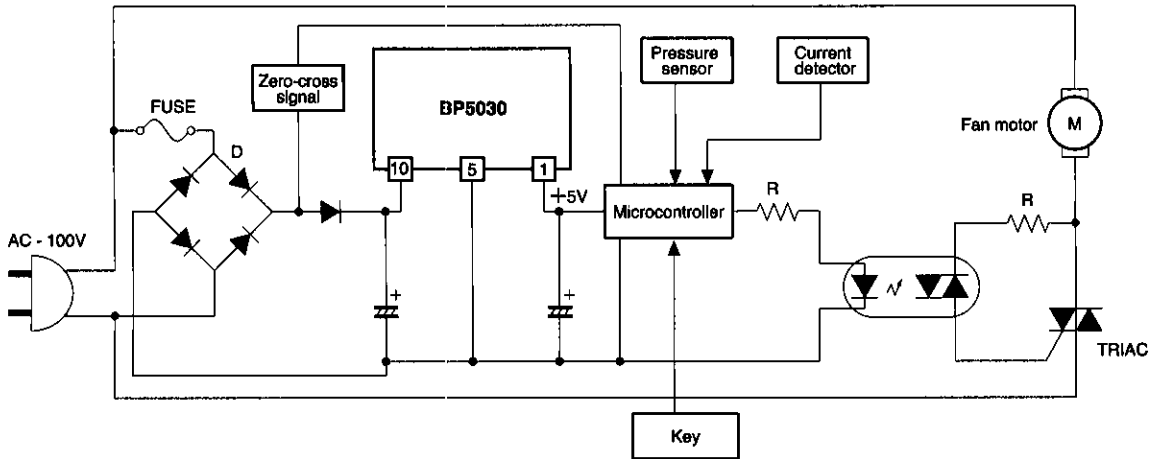 Pressure
sensor
Current
detector
Zero-cross
signal
BP5030
FUSE
Fan motor
M
D
10
5
1
+5V
R
Microcontroller
R
AC - 100V
+
+
TRIAC
Key